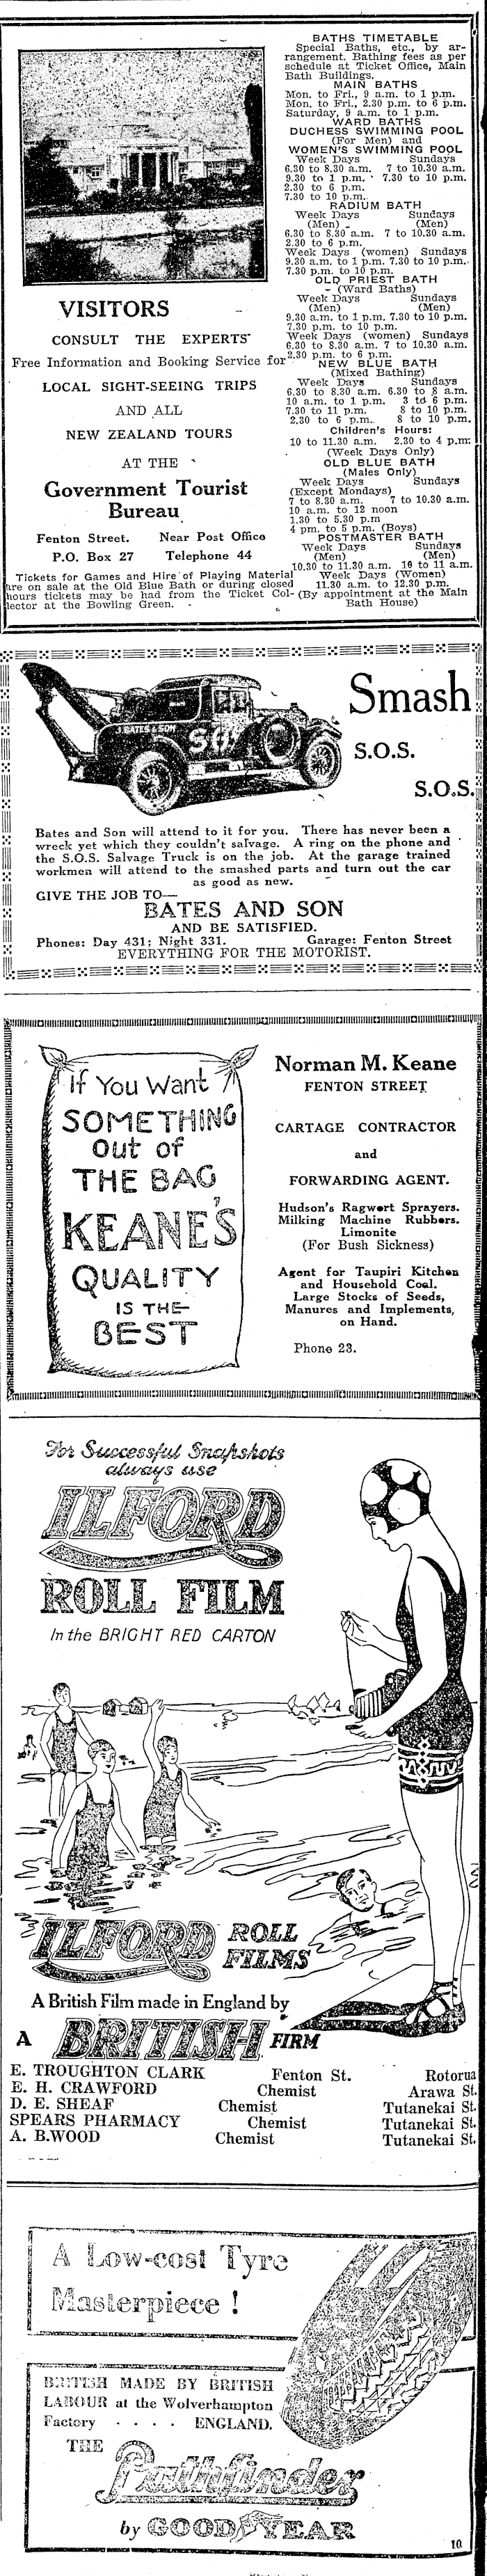 BATHS TIMETABLE
Special Baths, etc., by ar-
rangement. Bathing fees as per
schedule at Ticket Office, Main
Bath Buildings.
MAIN BATHS
Mon. to Fri., 9 a.m. to 1 p.m.
Mon. to Fri., 2.30 p.m. to 6 p.m.
Saturday, 9 a.m. to 1 p.m.
WARD BATHS
DUCHESS SWIMMING POOL
(For Men) and
WOMEN'S SWIMMING POOL
Week Days Sundays
6.30 to 8.30 a.m. 7 to 10.30 a.m.
9.30 to 1 p.m. 7.30 to 10 p.m.
2.30 to 6 p.m.
7.30 to 10 p.m.
RADIUM BATH
Week Days Sundays
(Men) (Men)
6.30 to 8.30 a.m. 7 to 10.30 a.m.
2.30 to 6 p.m.
Week Days (women) Sundays
9.30 a.m. to 1 p.m. 7.30 to 10 p.m.
7.30 p.m. to 10 p.m.
OLD PRIEST BATH
(Ward Baths)
Week Days Sundays
(Men) (Men)
9.30 a.m. to 1 p.m. 7.30 to 10 p.m.
7.30 p.m. to 10 p.m.
Week Days (women) Sundays
6.30 to 8.30 a.m. 7 to 10.30 a.m.
2.30 p.m. to 6 p.m.
NEW BLUE BATH
(Mixed Bathing)
Week Days Sundays
6.30 to 8.30 a.m. 6.30 to 8 a.m.
10 a.m. to 1 p.m. 3 to 6 p.m.
7.30 to 11 p.m. 8 to 10 p.m.
2.30 to 6 p.m. 8 to 10 p.m.
Children's Hours:
10 to 11.30 a.m. 2.30 to 4 p.m.
(Week Days Only)
OLD BLUE BATH
(Males Only)
Week Days Sundays
(Except Mondays)
7 to 8.30 a.m. 7 to 10.30 a.m.
10 a.m. to 12 noon
1.30 to 5.30 p.m
4 pm. to 5 p.m. (Boys)
POSTMASTER BATH
Week Days Sundays
(Men) (Men)
10.30 to 11.30 a.m. 10 to 11 a.m.
Week Days (Women)
11.30 a.m. to 12.30 p.m.
(By appointment at the Main
Bath House)
VISITORS
CONSULT THE EXPERTS
Free Information and Booking Service for
LOCAL SIGHT-SEEING TRIPS
AND ALL
NEW ZEALAND TOURS
AT THE
Government Tourist
Bureau
Fenton Street. Near Post Office
P.O. Box 27 Telephone 44
Tickets for Games and Hire of Playing Material
are on sale at the Old Blue Bath or during closed
hours tickets may be had from the Ticket Col-
lector at the Bowling Green.
J. BATES & SON
SOS
Smash
S.O.S.
S.O.S.
Bates and Son will attend to it for you. There has never been a
wreck yet which they couldn't salvage. A ring on the phone and
the S.O.S. Salvage Truck is on the job. At the garage trained
workmen will attend to the smashed parts and turn out the car
as good as new.
GIVE THE JOB TO—
BATES AND SON
AND BE SATISFIED.
Phones: Day 431; Night 331. Garage: Fenton Street
EVERYTHING FOR THE MOTORIST.
If You Want
SOMETHING
Out of
THE BAG
KEANE'S
QUALITY
IS THE
BEST
Norman M. Keane
FENTON STREET
CARTAGE CONTRACTOR
and
FORWARDING AGENT.
Hudson's Ragwort Sprayers.
Milking Machine Rubbers.
Limonite
(For Bush Sickness)
Agent for Taupiri Kitchen
and Household Coal.
Large Stocks of Seeds,
Manures and Implements,
on Hand.
Phone 23.
For Successful Snapshots
always use
ILFORD
ROLL FILM
In the BRIGHT RED CARTON
ILFORD ROLL
FILMS
A British Film made in England by
A BRITISH FIRM
E. TROUGHTON CLARK Fenton St. Rotorua
E. H. CRAWFORD Chemist Arawa St.
D. E. SHEAF Chemist Tutanekai St.
SPEARS PHARMACY Chemist Tutanekai St.
A. B.WOOD Chemist Tutanekai St.
A Low-cost Tyre
Masterpiece !
BRITISH MADE BY BRITISH
LABOUR at the Wolverhampton
Factory . . . . ENGLAND.
THE
Pathfinder
by GOODYEAR
10